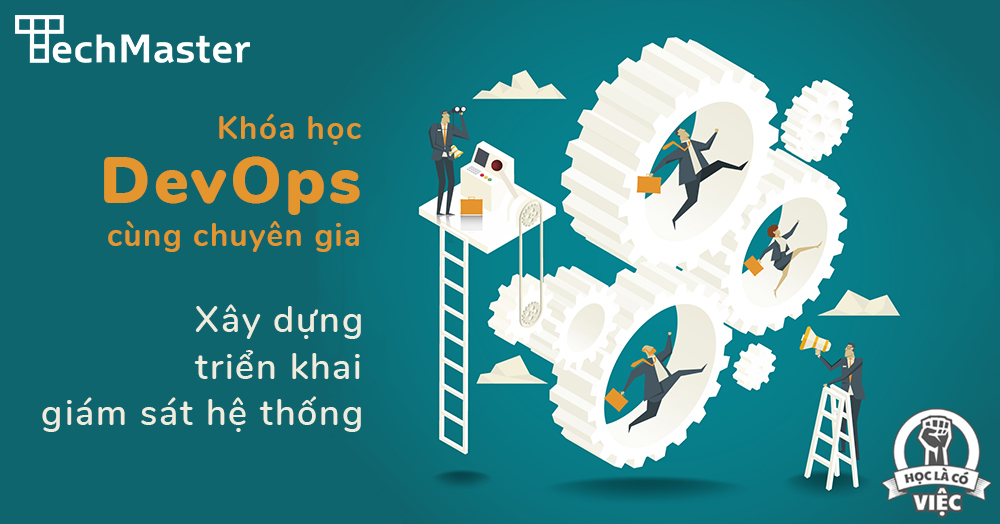 TechMaster
Khóa học
DevOps
cùng chuyên gia
Xây dựng
triển khai
giám sát hệ thống
HỌC LÀ CÓ
VIỆC